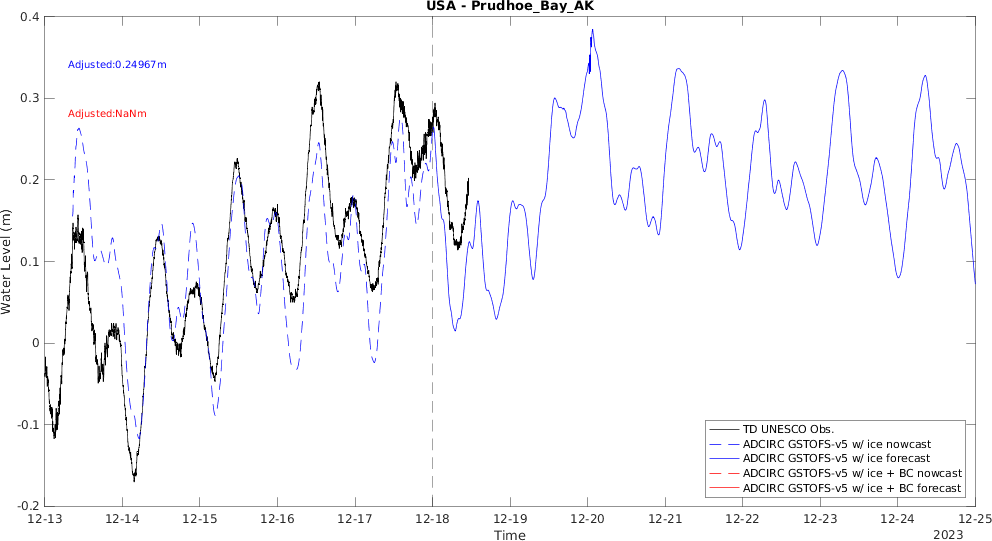 USA - Prudhoe_Bay_AK
0.4
Adjusted:0.24967m
0.3
Adjusted:NaNm
0.2
Water Level (m)
0.1
0
-0.1
TD UNESCO Obs.
ADCIRC GSTOFS-v5 w/ ice nowcast
ADCIRC GSTOFS-v5 w/ ice forecast
ADCIRC GSTOFS-v5 w/ ice + BC nowcast
ADCIRC GSTOFS-v5 w/ ice + BC forecast
-0.2
12-13 12-14 12-15 12-16 12-17 12-18 12-19 12-20 12-21 12-22 12-23 12-24 12-25
Time
2023